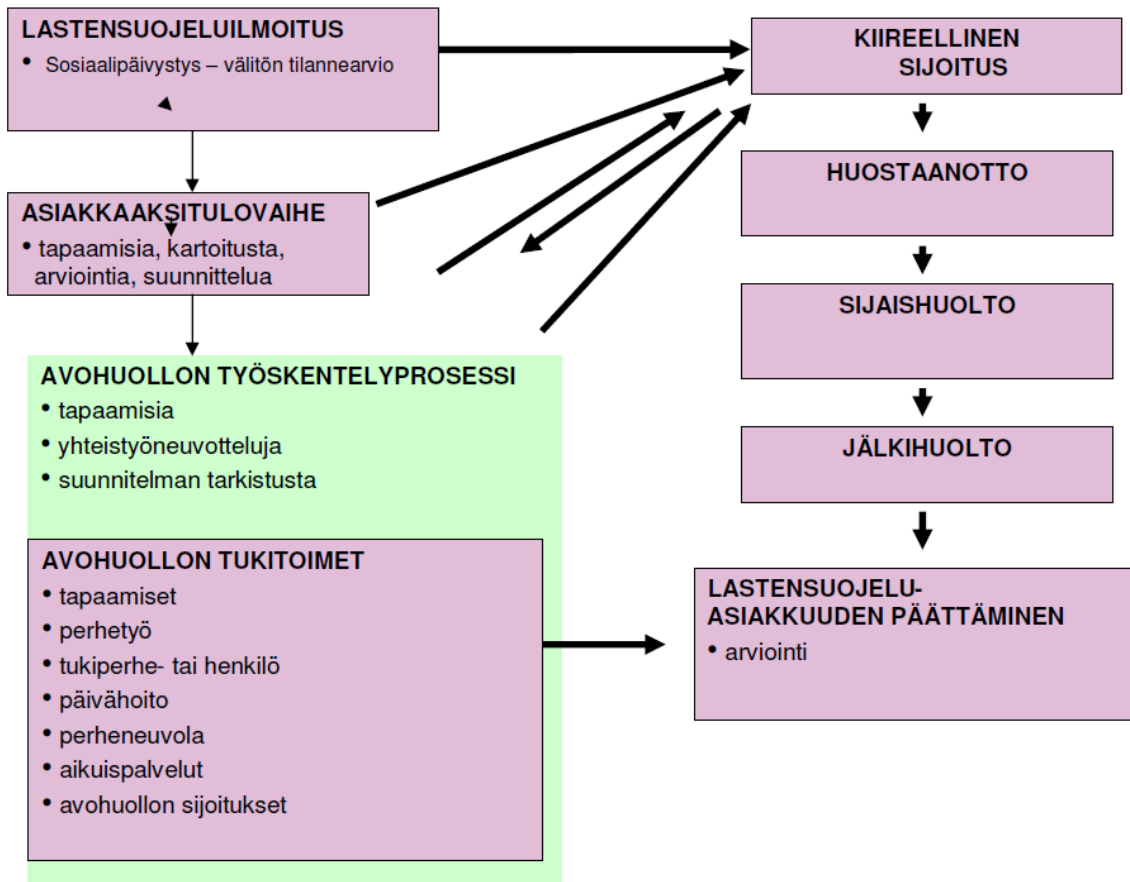 LASTENSUOJELUILMOITUS
• Sosiaalipäivystys – välitön tilannearvio
ASIAKKAAKSITULOVAIHE
• tapaamisia, kartoitusta,
arviointia, suunnittelua
AVOHUOLLON TYÖSKENTELYPROSESSI
• tapaamisia
• yhteistyöneuvotteluja
• suunnitelman tarkistusta
AVOHUOLLON TUKITOIMET
• tapaamiset
• perhetyö
• tukiperhe- tai henkilö
• päivähoito
• perheneuvola
• aikuispalvelut
• avohuollon sijoitukset
KIIREELLINEN
SIJOITUS
HUOSTAANOTTO
SIJAISHUOLTO
JÄLKIHUOLTO
LASTENSUOJELU-
ASIAKKUUDEN PÄÄTTÄMINEN
• arviointi